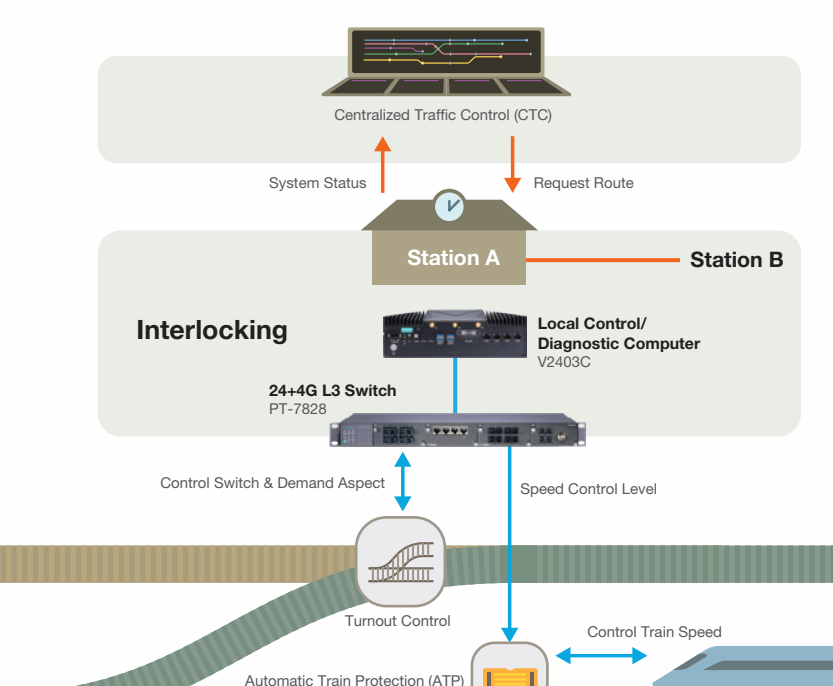 Centralized Traffic Control (CTC)
System Status
Request Route
Station A
Station B
Interlocking
Local Control/
Diagnostic Computer
V2403C
24+4G L3 Switch
PT-7828
Control Switch & Demand Aspect
Speed Control Level
Turnout Control
Control Train Speed
Automatic Train Protection (ATP)